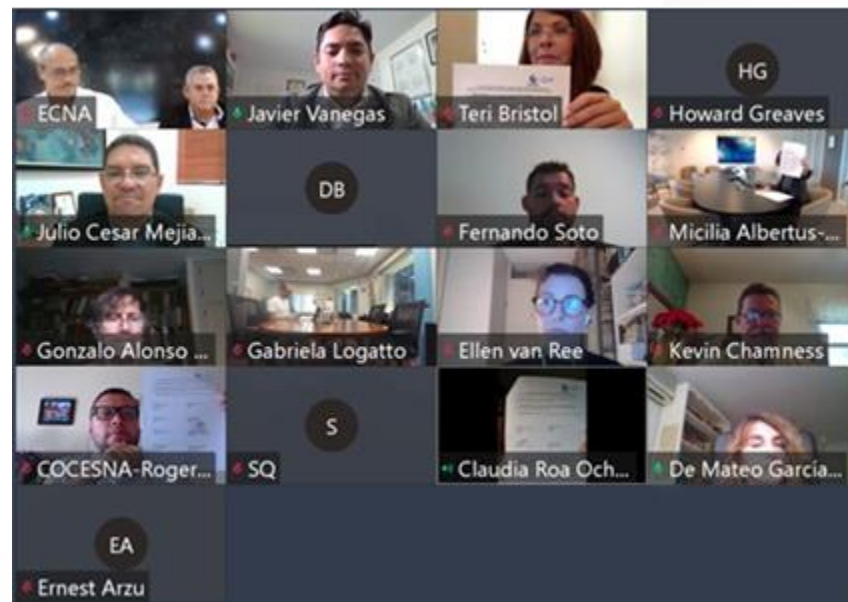 ECNA
Javier Vanegas
Teri Bristol
HG
Howard Greaves
Julio Cesar Mejia...
DB
Fernando Soto
Micilia Albertus-...
Gonzalo Alonso ...
Gabriela Logatto
Ellen van Ree
Kevin Chamness
COCESNA-Roger...
S
SQ
Claudia Roa Och...
De Mateo García...
EA
Ernest Arzu